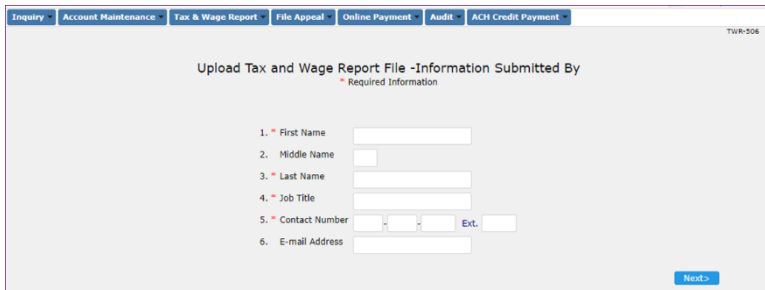 Inquiry Account Maintenance Tax & Wage Report File Appeal Online Payment Audit ACH Credit Payment
TWR-506
Upload Tax and Wage Report File -Information Submitted By
* Required Information
1. * First Name
2. Middle Name
3. * Last Name
4. * Job Title
5. * Contact Number - - Ext.
6. E-mail Address
Next>